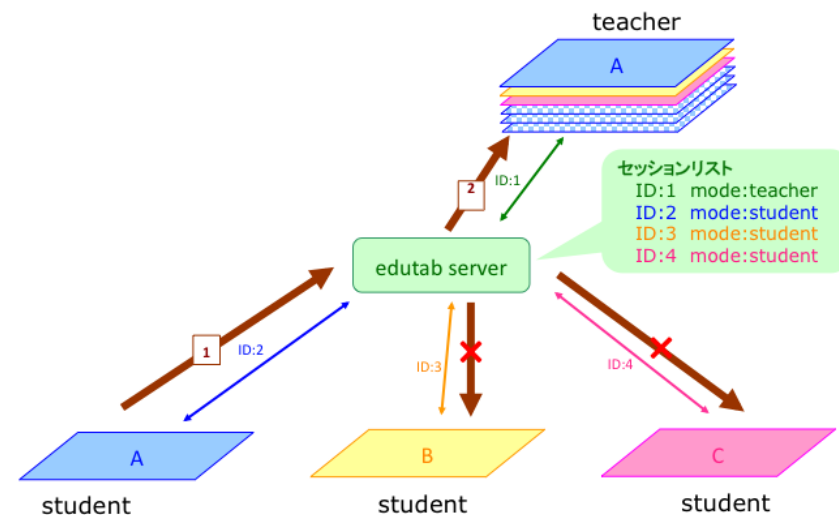 teacher
A
2
ID:1
セッションリスト
ID:1 mode:teacher
ID:2 mode:student
ID:3 mode:student
ID:4 mode:student
edutab server
1
ID:2
ID:3
ID:4
A
B
C
student
student
student